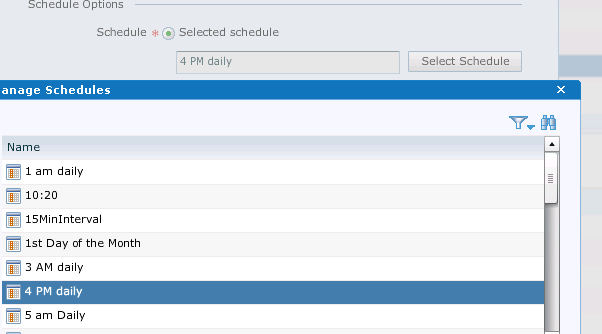 Schedule Options
Schedule * Selected schedule
4 PM daily Select Schedule
anage Schedules
Name
1 am daily
10:20
15MinInterval
1st Day of the Month
3 AM daily
4 PM daily
5 am Daily